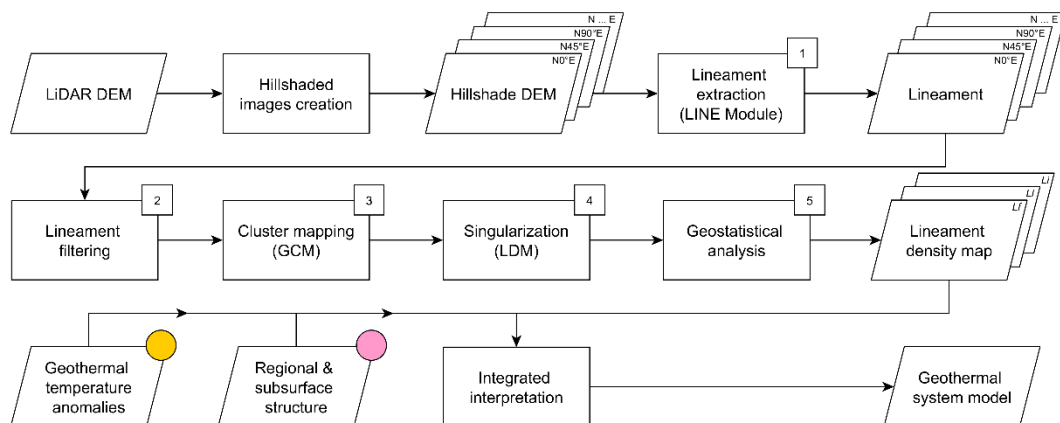 N ... E
N90°E
N45°E
N0°E
N ... E
N90°E
N45°E
N0°E
LiDAR DEM
Hillshaded
images creation
Hillshade DEM
1
Lineament
extraction
(LINE Module)
Lineament
2
Lineament
filtering
3
Cluster mapping
(GCM)
4
Singularization
(LDM)
5
Geostatistical
analysis
Li
Ll
Lf
Lineament
density map
Geothermal
temperature
anomalies
Regional &
subsurface
structure
Integrated
interpretation
Geothermal
system model